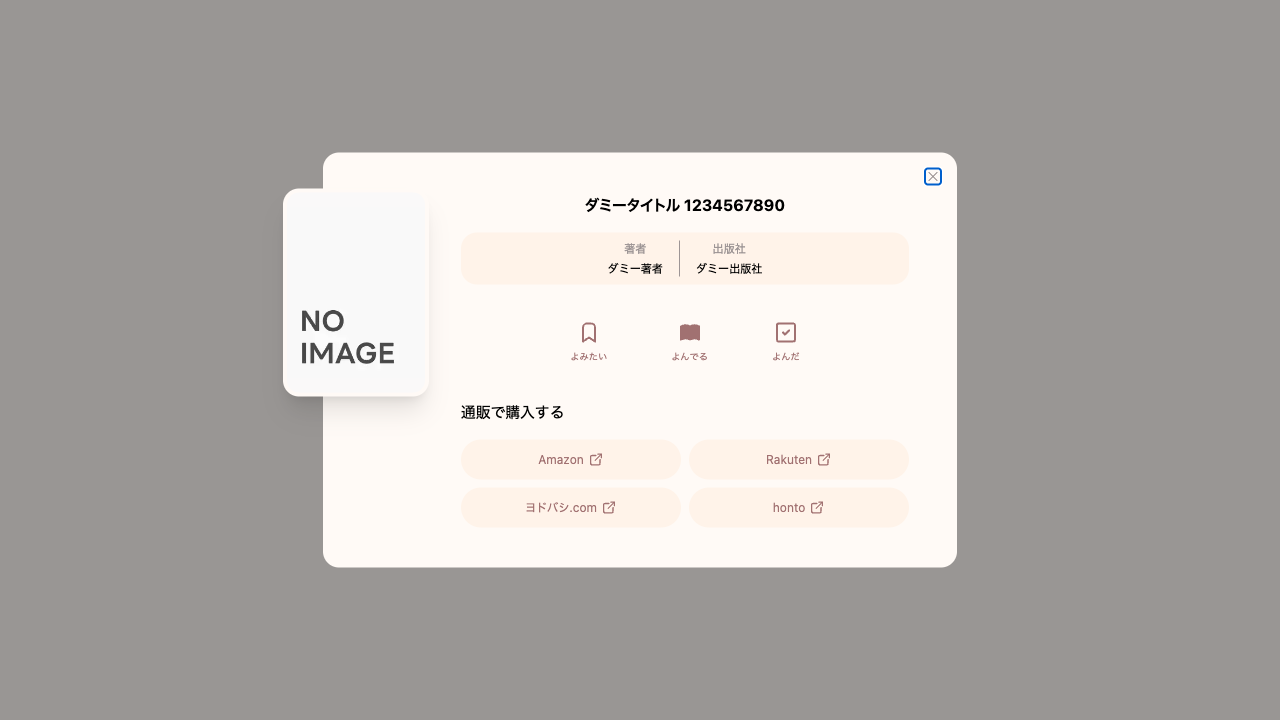 ダミータイトル 1234567890
著者
ダミー著者
出版社
ダミー出版社
NO
IMAGE
よみたい
よんでる
よんだ
通販で購入する
Amazon
Rakuten
ヨドバシ.com
honto